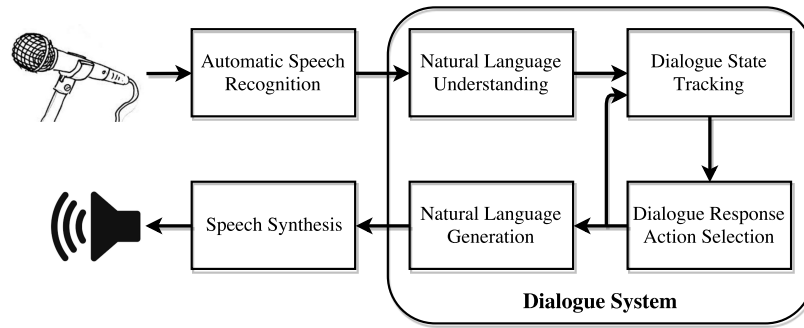 Automatic Speech
Recognition
Natural Language
Understanding
Dialogue State
Tracking
Speech Synthesis
Natural Language
Generation
Dialogue Response
Action Selection
Dialogue System